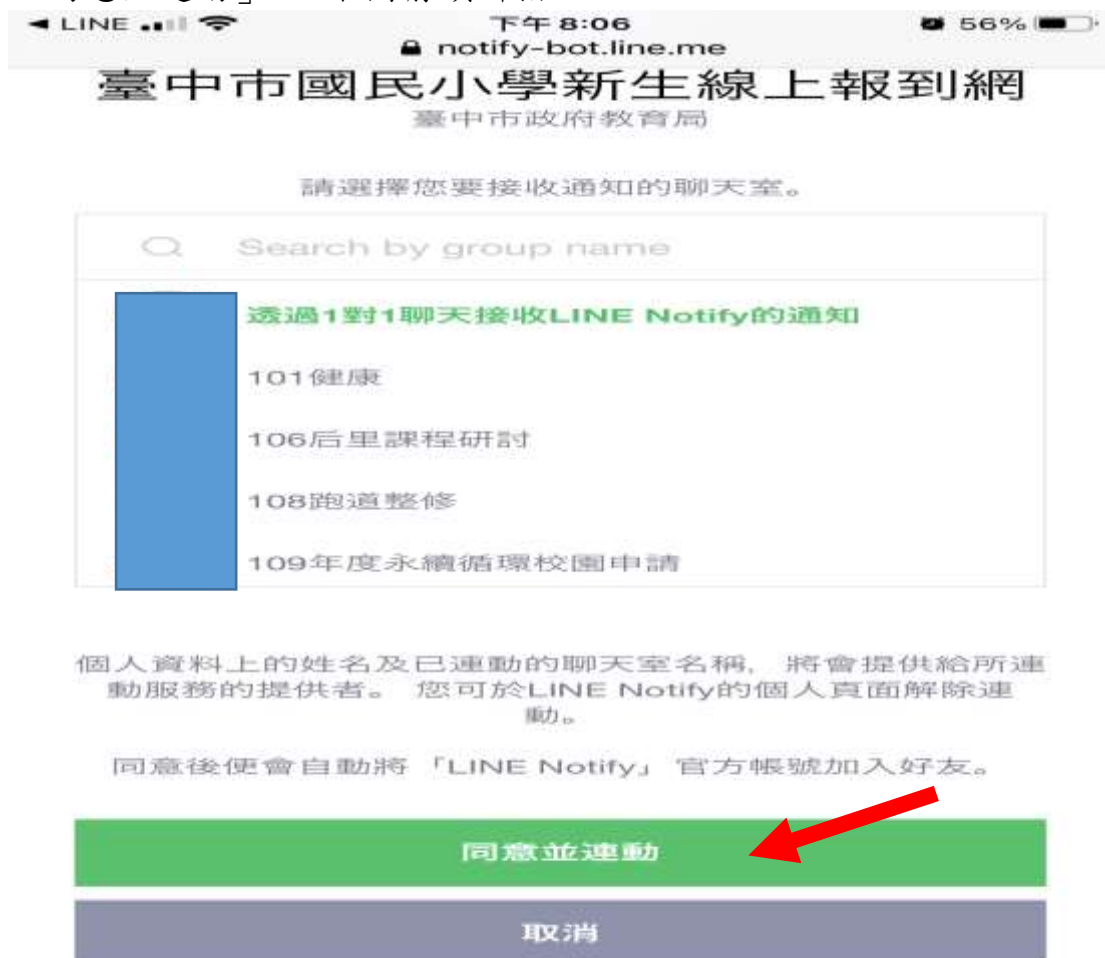 LINE 下午 8:06 56%
notify-bot.line.me
臺中市國民小學新生線上報到網
臺中市政府教育局
請選擇您要接收通知的聊天室。
Search by group name
透過1對1聊天接收LINE Notify的通知
101健康
106后里課程研討
108跑道整修
109年度永續循環校園申請
個人資料上的姓名及已連動的聊天室名稱，將會提供給所連
動服務的提供者。 您可於LINE Notify的個人頁面解除連
動。
同意後便會自動將「LINE Notify」官方帳號加入好友。
同意並連動
取消